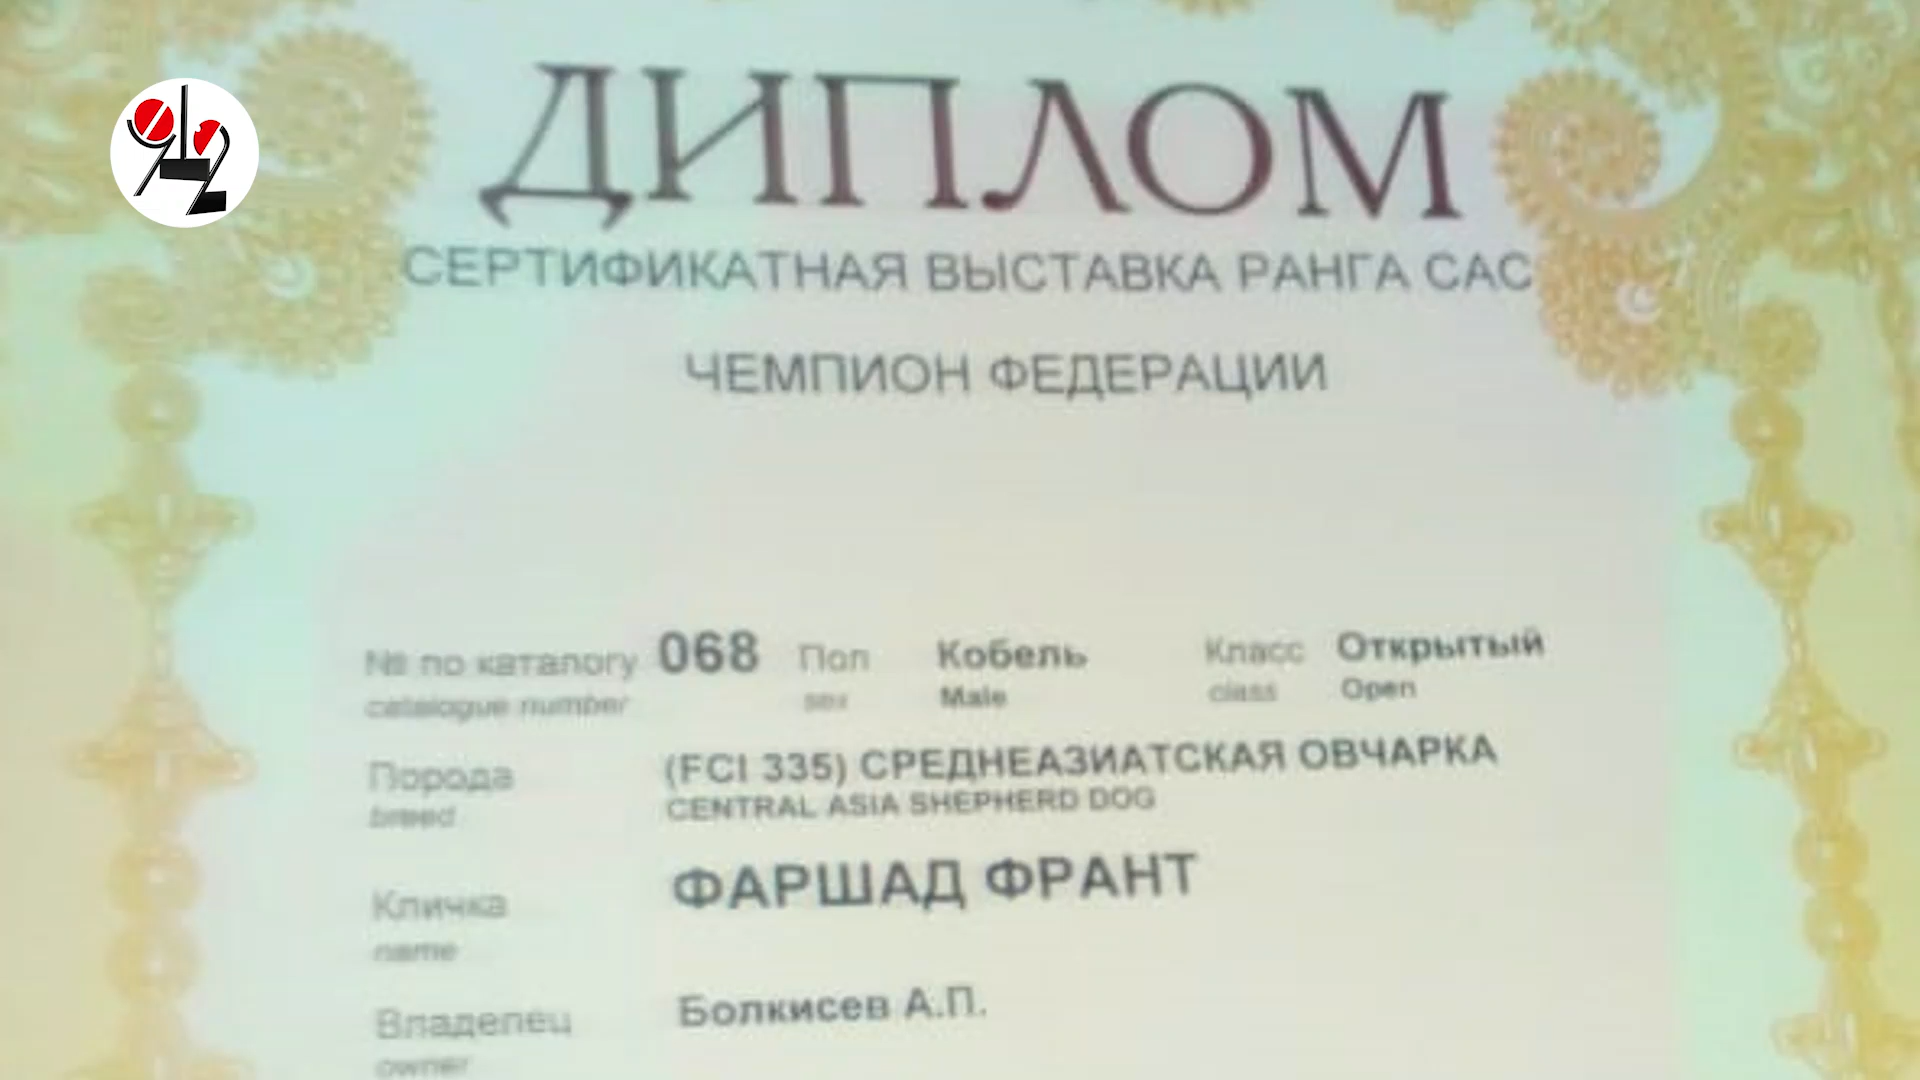 ДИПЛОМ
СЕРТИФИКАТНАЯ ВЫСТАВКА РАНГА САС
ЧЕМПИОН ФЕДЕРАЦИИ
№ по каталогу 068 Пол Кобель Класс Открытый
catalogue number sex Male class Open
Порода (FCI 335) СРЕДНЕАЗИАТСКАЯ ОВЧАРКА
breed CENTRAL ASIA SHEPHERD DOG
Кличка ФАРШАД ФРАНТ
name
Владелец Болкисев А.П.
owner